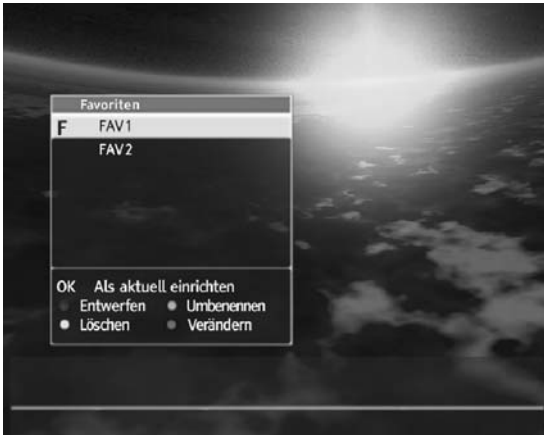 Favoriten
F FAV1
FAV2
OK Als aktuell einrichten
Entwerfen Umbenennen
Löschen Verändern